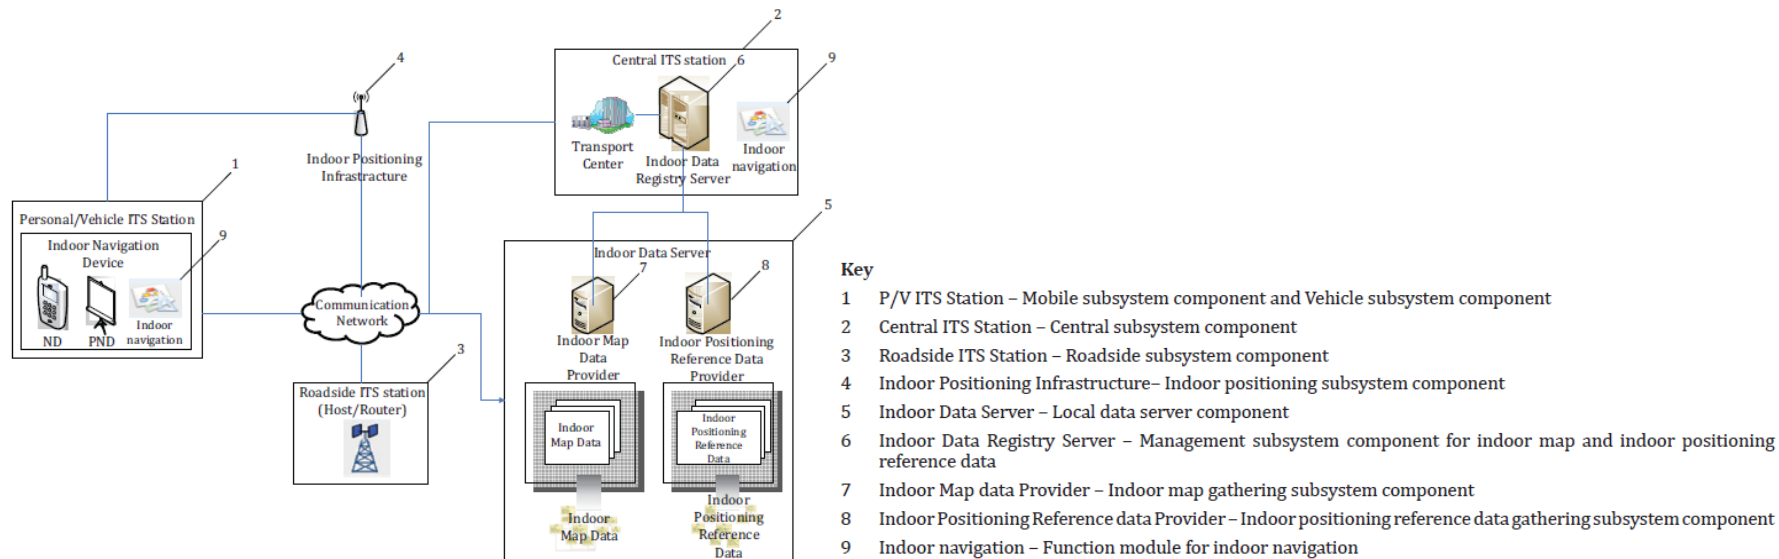 2
4
Central ITS station
6
9
Transport
Center
Indoor Data
Registry Server
Indoor
navigation
Indoor Positioning
Infrastracture
1
Personal/Vehicle ITS Station
Indoor Navigation
Device
9
ND
PND
Indoor
navigation
Communication
Network
3
Roadside ITS station
(Host/Router)
5
Indoor Data Server
7
8
Indoor Map
Data
Provider
Indoor Positioning
Reference Data
Provider
Indoor
Map Data
Indoor
Positioning
Reference
Data
Indoor
Map Data
Indoor
Positioning
Reference
Data
Key
1 P/V ITS Station – Mobile subsystem component and Vehicle subsystem component
2 Central ITS Station – Central subsystem component
3 Roadside ITS Station – Roadside subsystem component
4 Indoor Positioning Infrastructure– Indoor positioning subsystem component
5 Indoor Data Server – Local data server component
6 Indoor Data Registry Server – Management subsystem component for indoor map and indoor positioning
reference data
7 Indoor Map data Provider – Indoor map gathering subsystem component
8 Indoor Positioning Reference data Provider – Indoor positioning reference data gathering subsystem component
9 Indoor navigation – Function module for indoor navigation